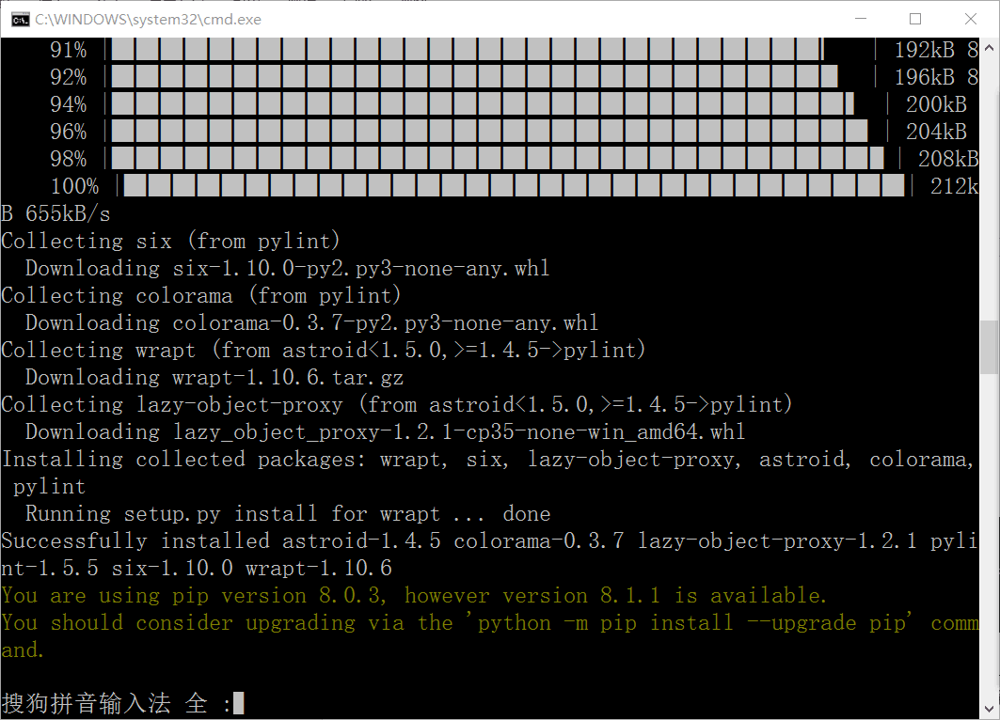 C:\WINDOWS\system32\cmd.exe
91% | | 192kB 8
92% | | 196kB 8
94% | | 200kB
96% | | 204kB
98% | | 208kB
100% | | 212k
B 655kB/s
Collecting six (from pylint)
Downloading six-1.10.0-py2.py3-none-any.whl
Collecting colorama (from pylint)
Downloading colorama-0.3.7-py2.py3-none-any.whl
Collecting wrapt (from astroid<1.5.0,>=1.4.5->pylint)
Downloading wrapt-1.10.6.tar.gz
Collecting lazy-object-proxy (from astroid<1.5.0,>=1.4.5->pylint)
Downloading lazy_object_proxy-1.2.1-cp35-none-win_amd64.whl
Installing collected packages: wrapt, six, lazy-object-proxy, astroid, colorama,
pylint
Running setup.py install for wrapt ... done
Successfully installed astroid-1.4.5 colorama-0.3.7 lazy-object-proxy-1.2.1 pyli
nt-1.5.5 six-1.10.0 wrapt-1.10.6
You are using pip version 8.0.3, however version 8.1.1 is available.
You should consider upgrading via the 'python -m pip install --upgrade pip' comm
and.
搜狗拼音输入法 全 :